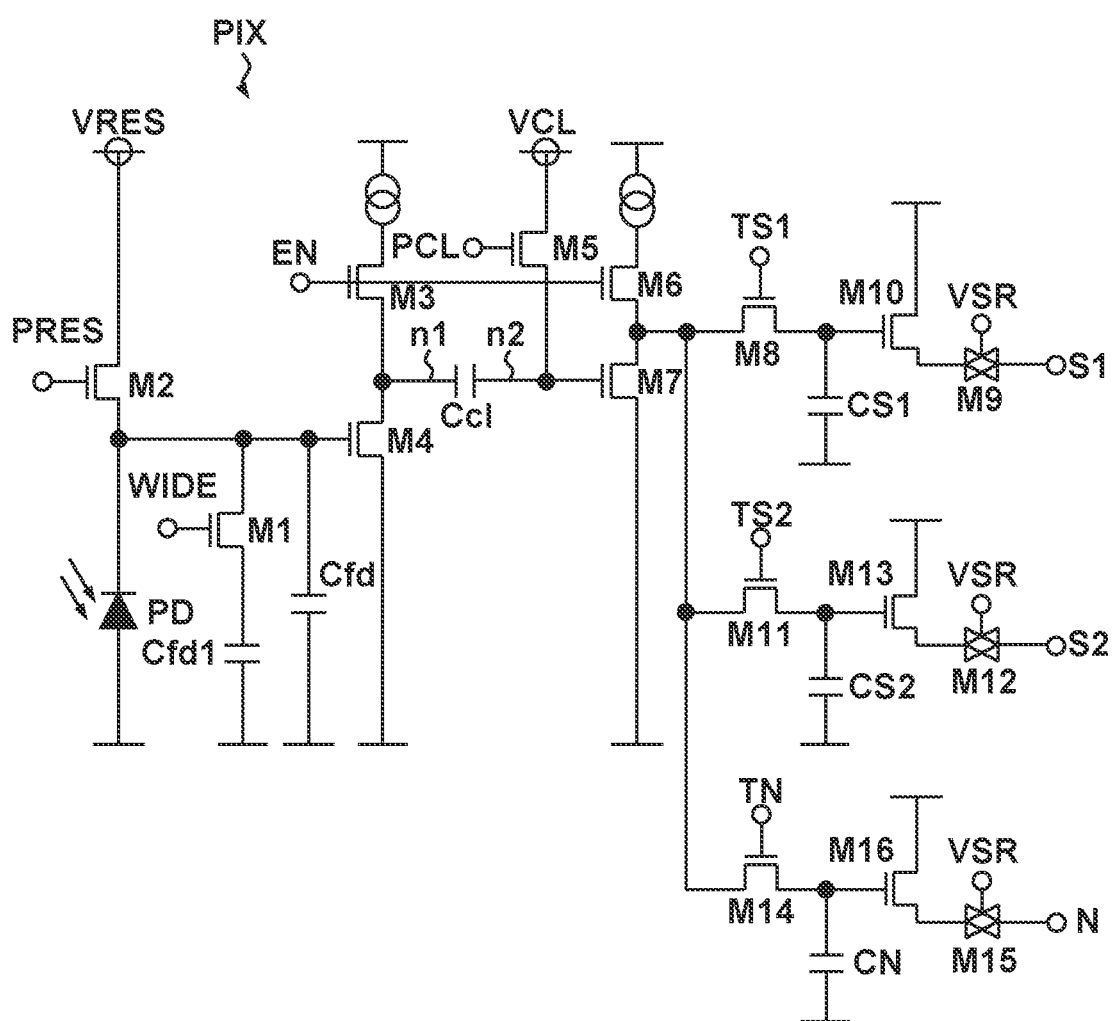 PIX
VRES
VCL
TS1
EN
PCL
M5
M10
VSR
M3
M6
PRES
n1
n2
M8
S1
M2
M7
M9
Ccl
CS1
M4
WIDE
TS2
M1
M13
VSR
Cfd
PD
M11
S2
Cfd1
CS2
M12
TN
M16
VSR
M14
N
CN
M15